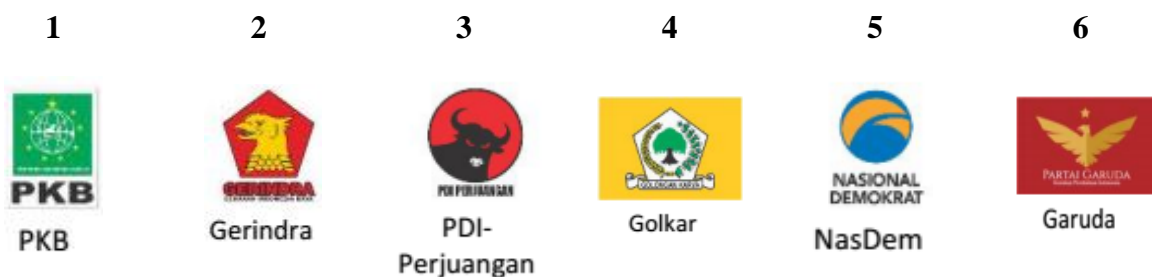 1 2 3 4 5 6
PKB
GERINDRA
PDI PERJUANGAN
GOLONGAN KARYA
NASIONAL
DEMOKRAT
PARTAI GARUDA
PKB
Gerindra
PDI-
Perjuangan
Golkar
NasDem
Garuda